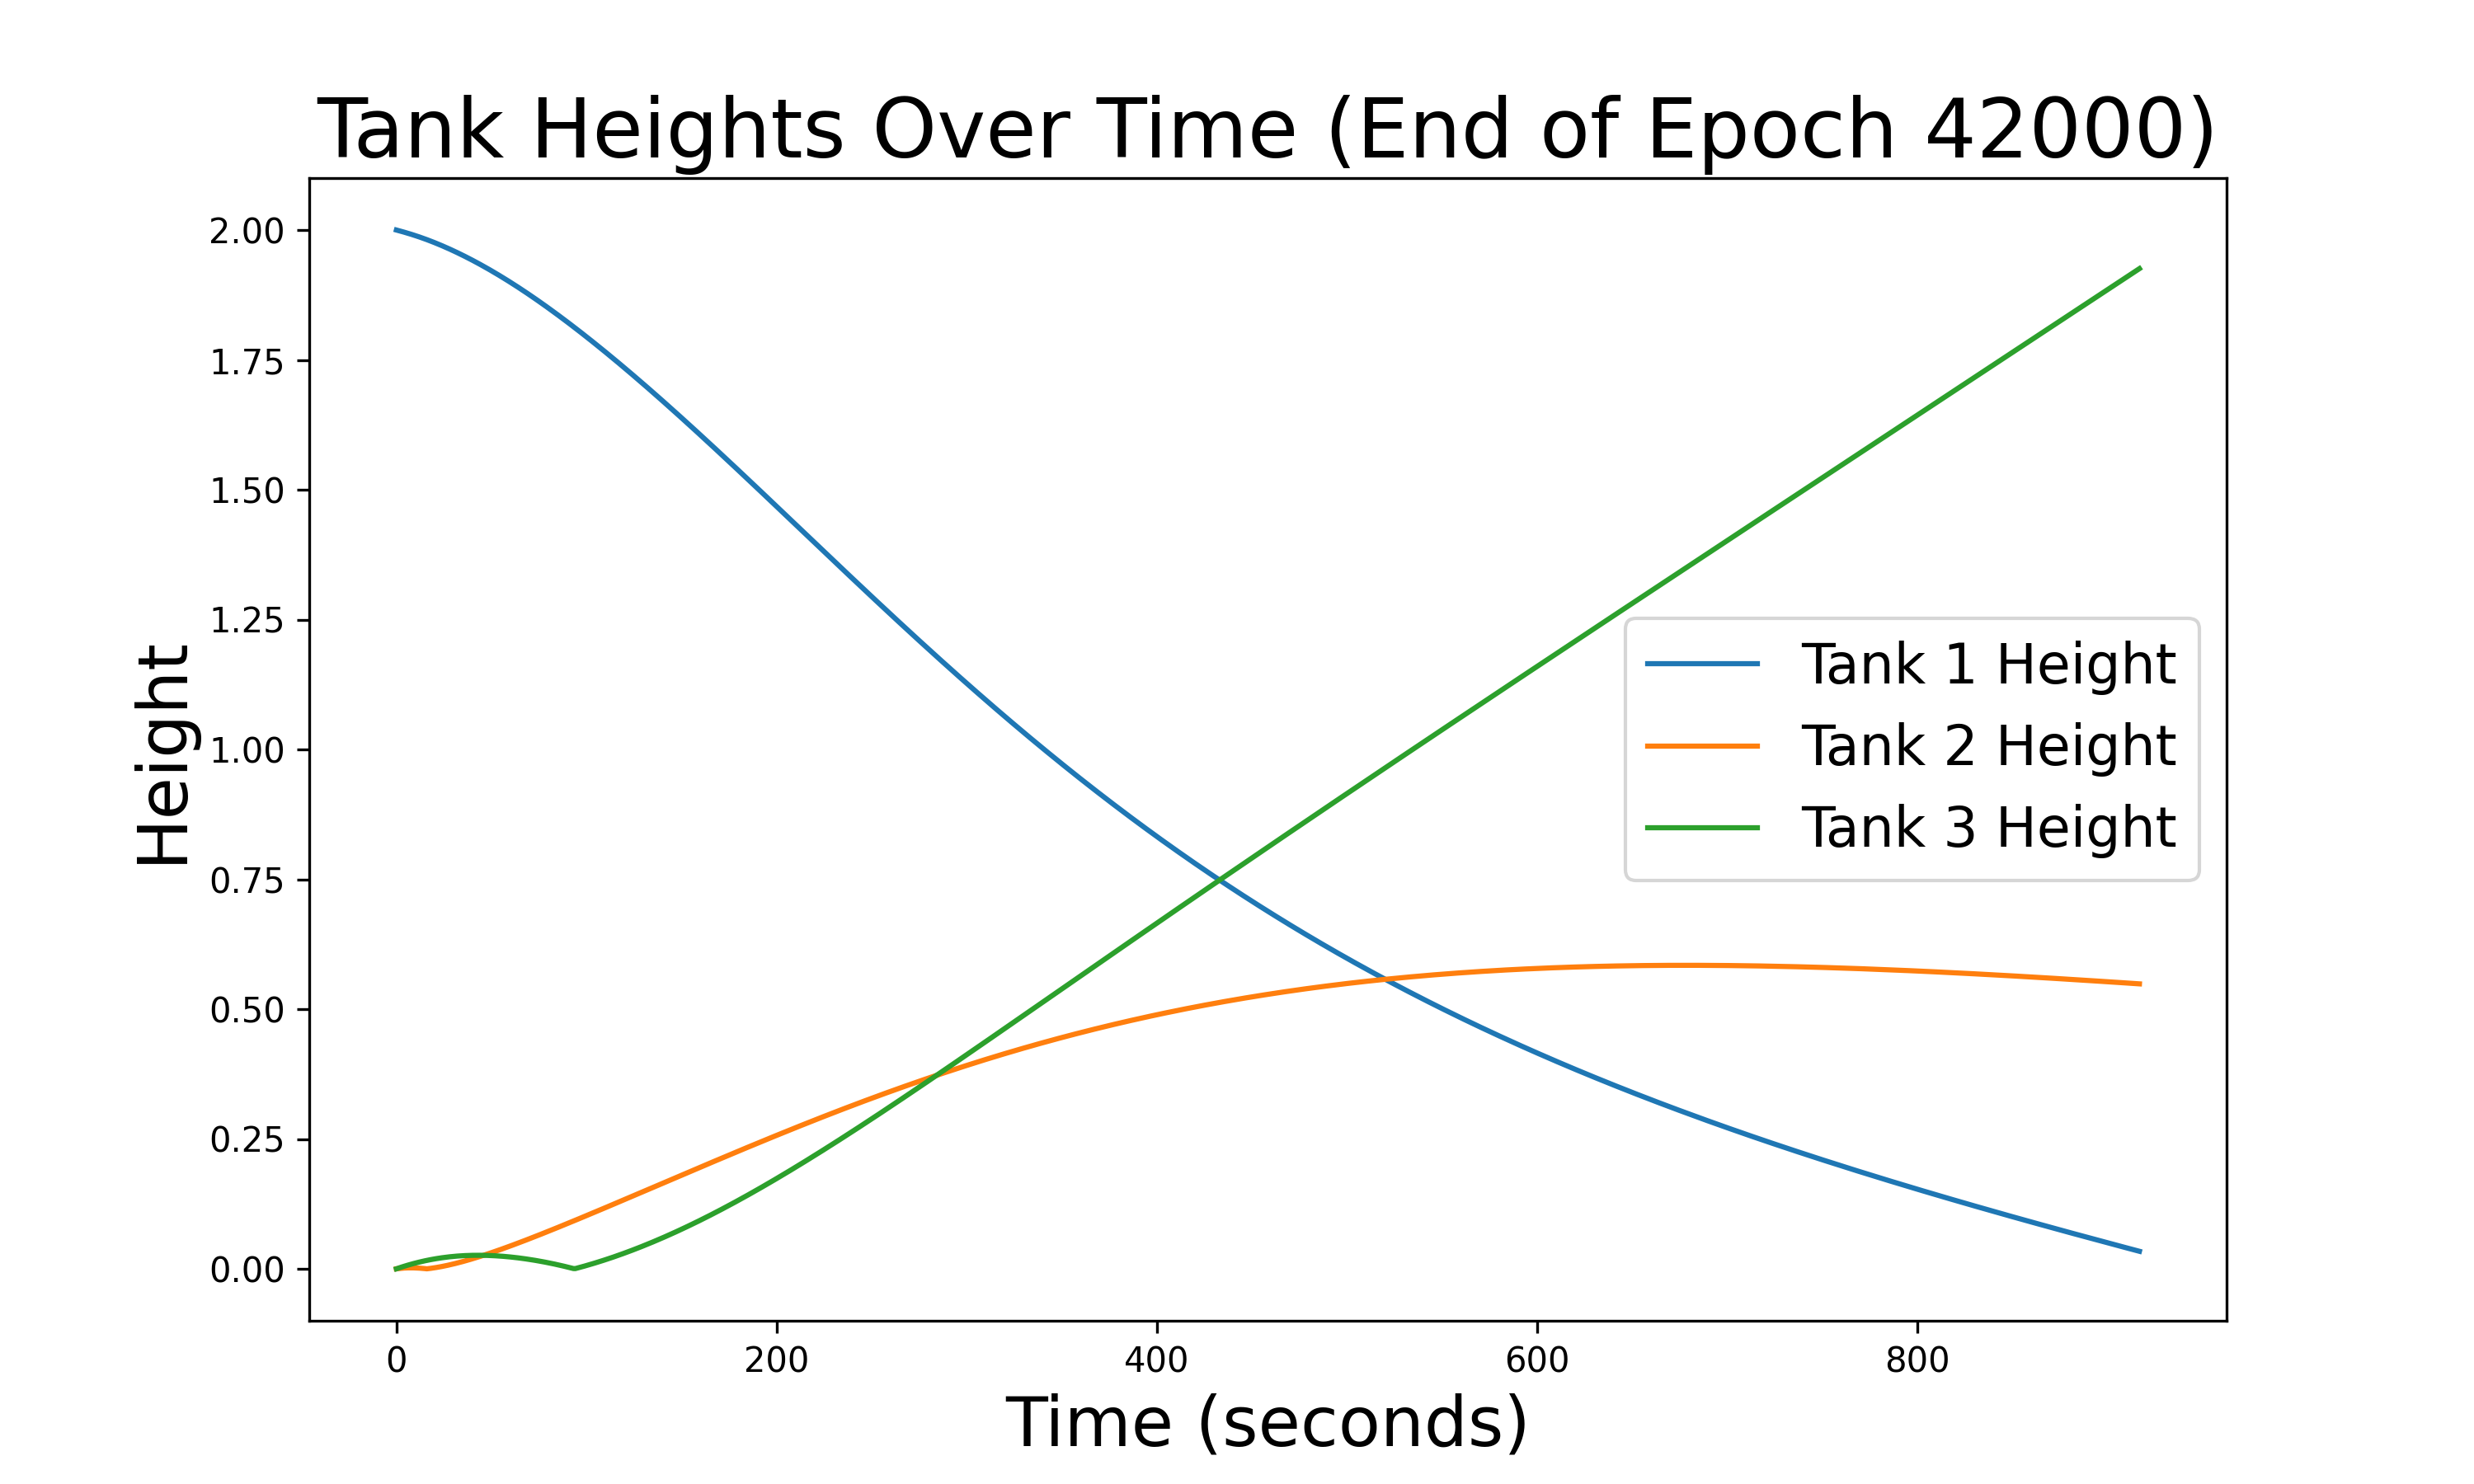 Tank Heights Over Time (End of Epoch 42000)
Height
2.00
1.75
1.50
1.25
1.00
0.75
0.50
0.25
0.00
Tank 1 Height
Tank 2 Height
Tank 3 Height
0 200 400 600 800
Time (seconds)